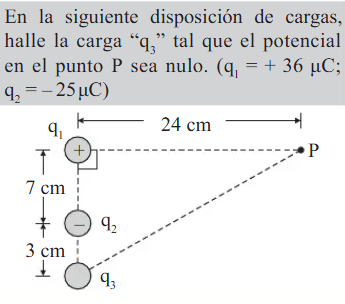 En la siguiente disposición de cargas,
halle la carga “q₃” tal que el potencial
en el punto P sea nulo. (q₁ = + 36 μC;
q₂ = – 25 μC)
q₁
24 cm
+
P
7 cm
–
q₂
3 cm
q₃